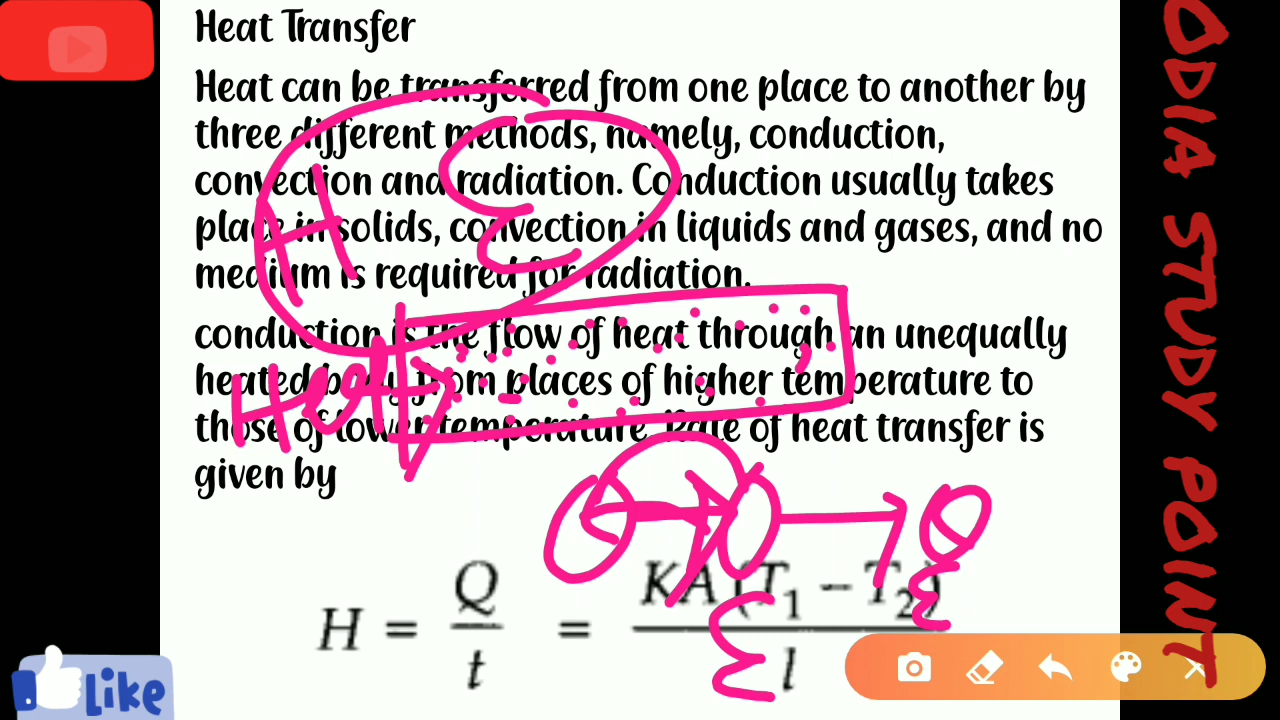 Heat Transfer
Heat can be transferred from one place to another by
three different methods, namely, conduction,
convection and radiation. Conduction usually takes
place in solids, convection in liquids and gases, and no
medium is required for radiation.
conduction is the flow of heat through an unequally
heated body from places of higher temperature to
those of lower temperature. Rate of heat transfer is
given by
H = Q/t = KA(T₁ − T₂)/l
H E
Heat
E
E
Like
ODIA STUDY POINT